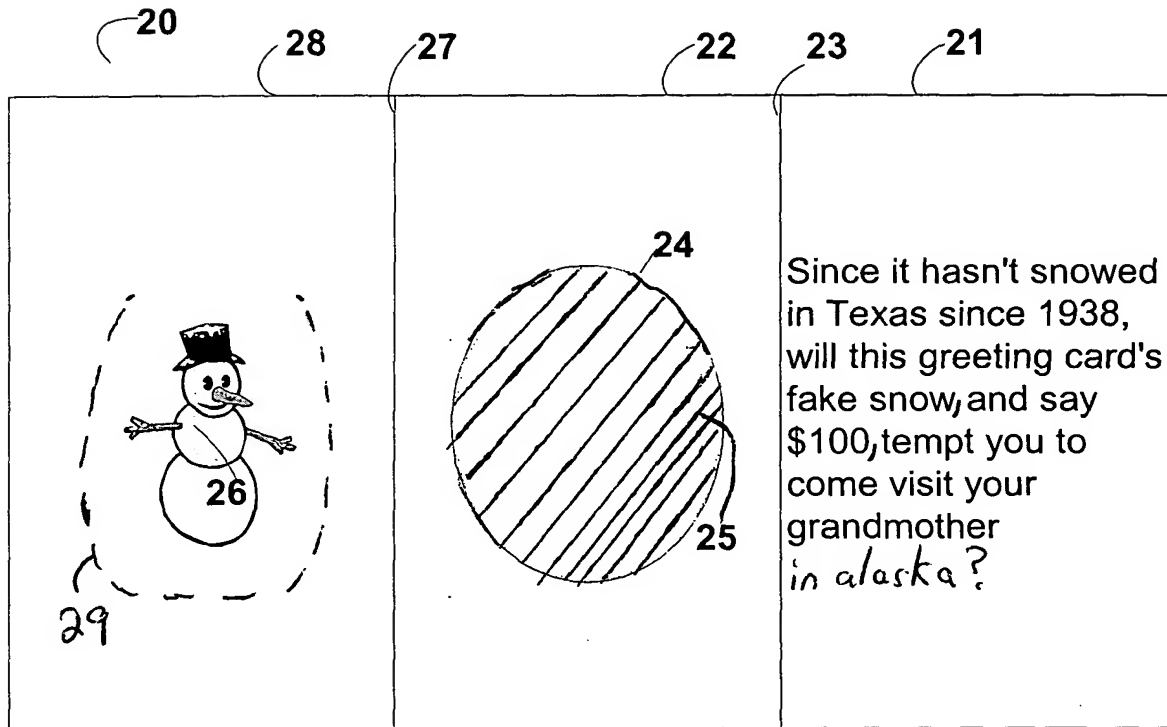 20
28
27
22
23
21
24
Since it hasn't snowed
in Texas since 1938,
will this greeting card's
fake snow, and say
$100, tempt you to
come visit your
grandmother
in alaska?
26
25
29